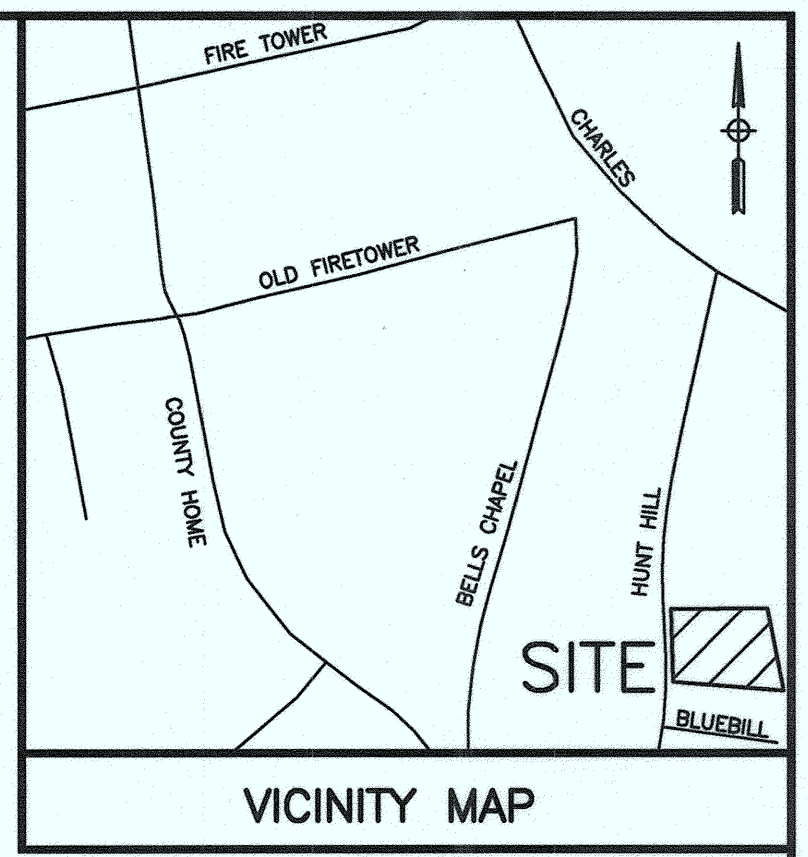 FIRE TOWER
CHARLES
OLD FIRETOWER
COUNTY HOME
BELLS CHAPEL
HUNT HILL
SITE
BLUEBILL
VICINITY MAP